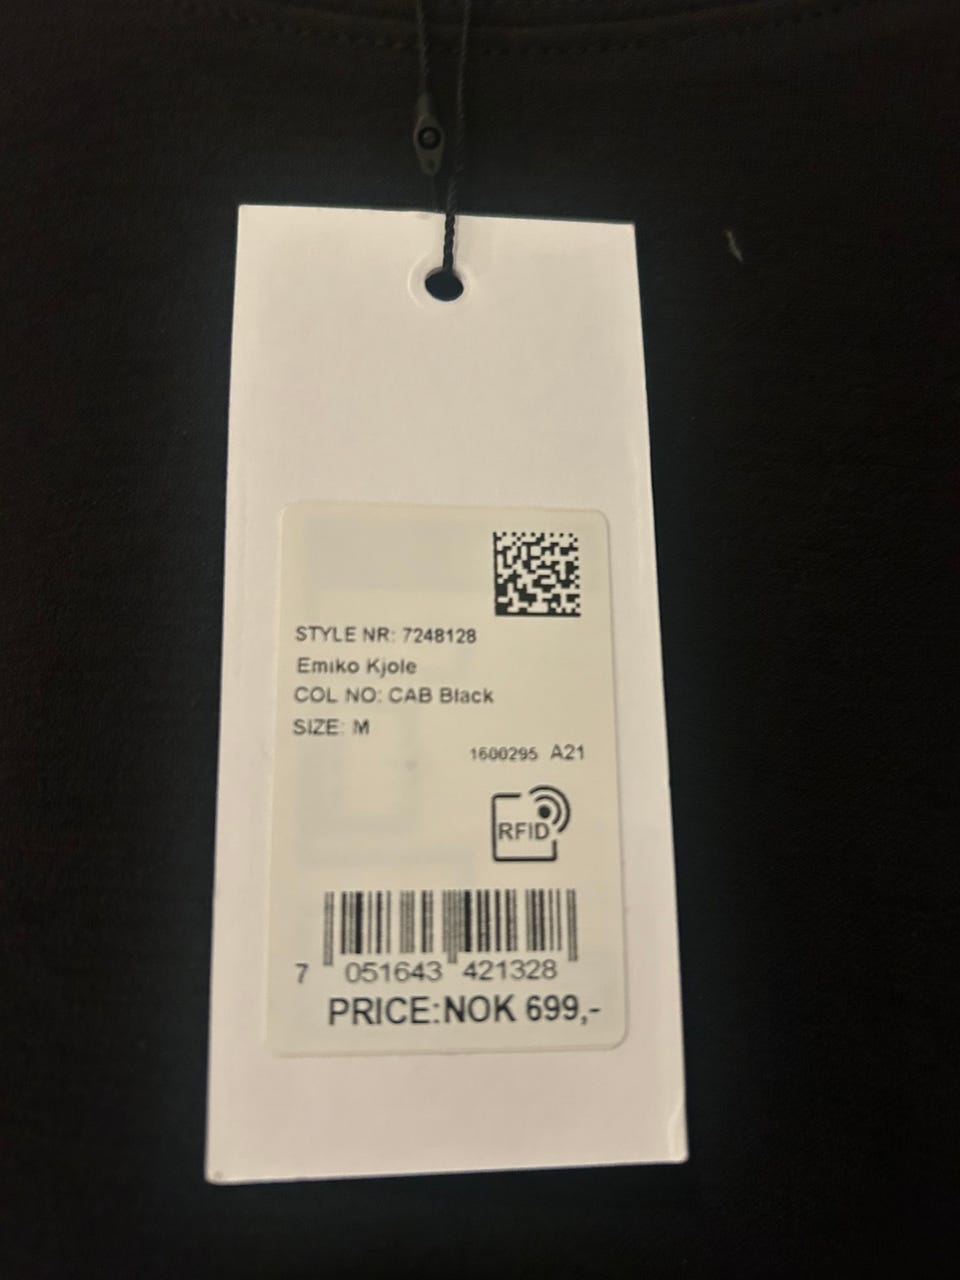 STYLE NR: 7248128
Emiko Kjole
COL NO: CAB Black
SIZE: M
1600295 A21
RFID
7 051643 421328
PRICE:NOK 699,-